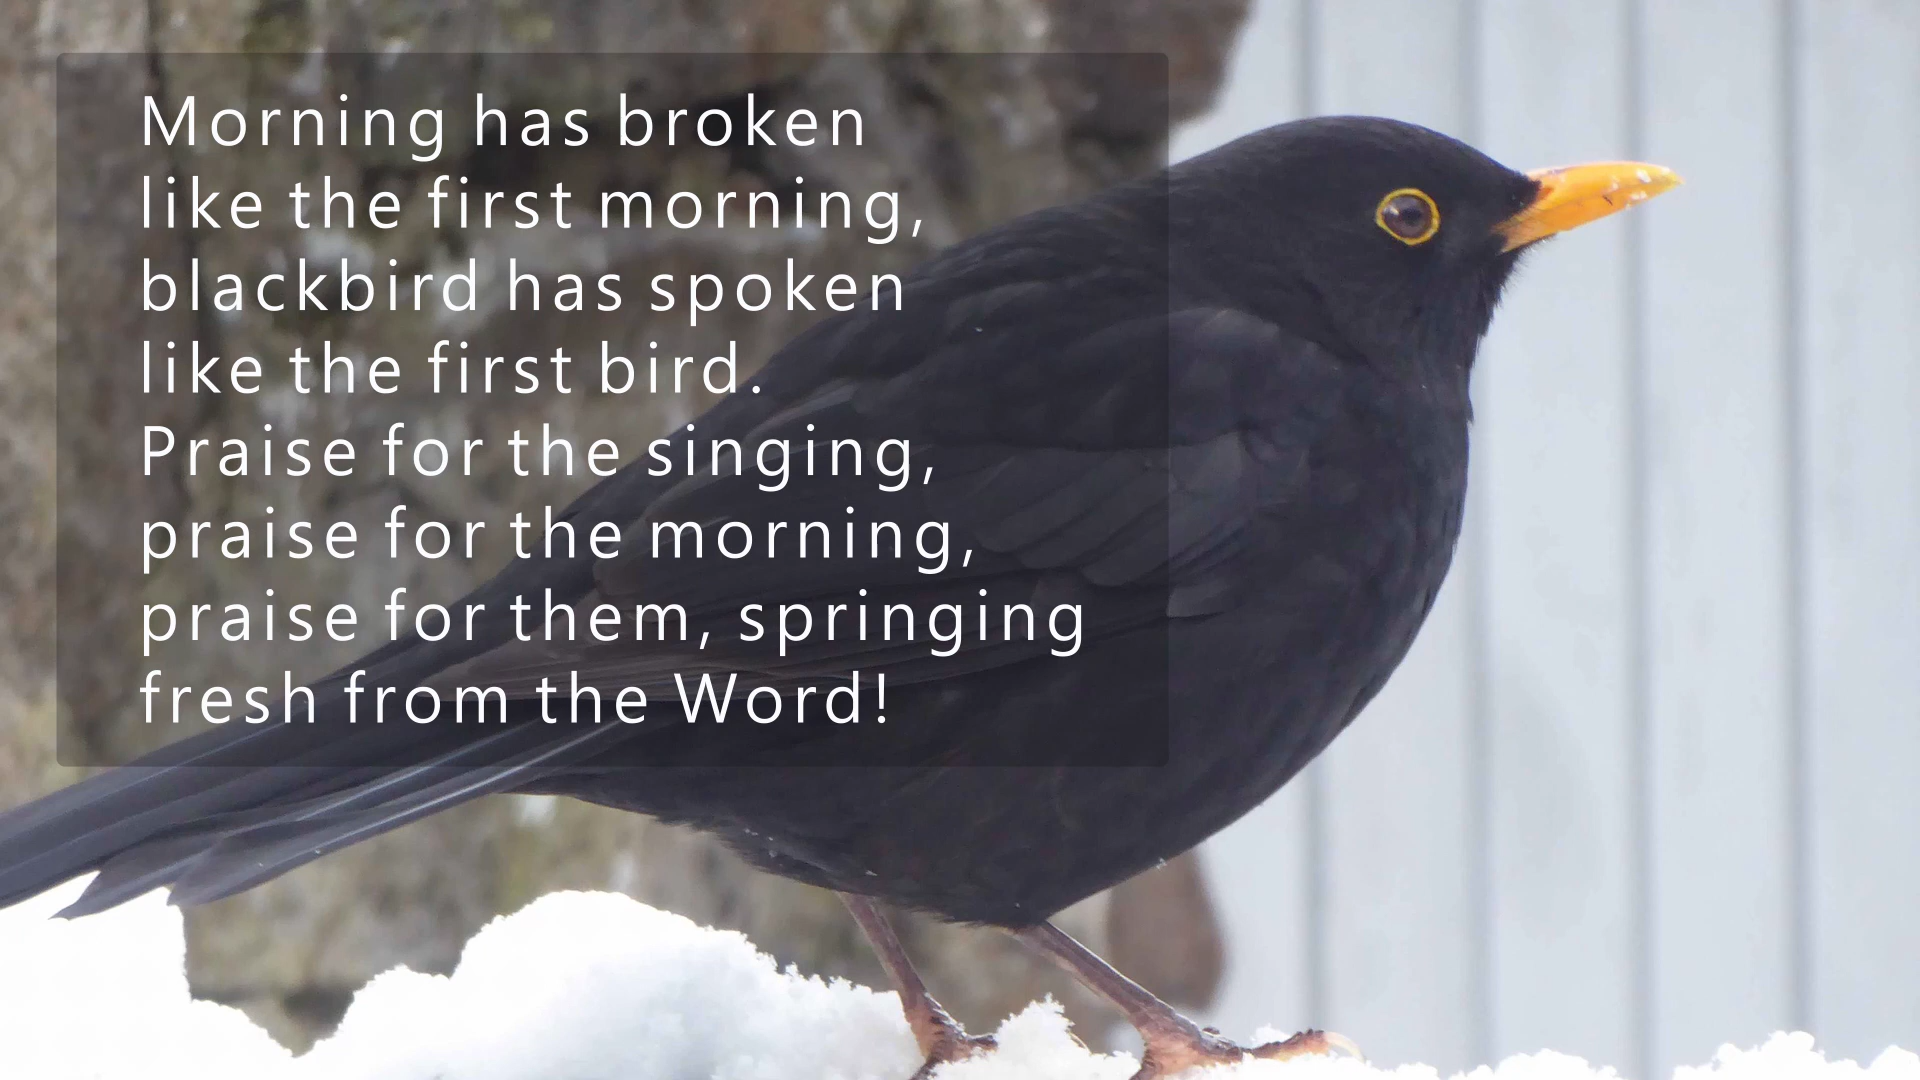 Morning has broken
like the first morning,
blackbird has spoken
like the first bird.
Praise for the singing,
praise for the morning,
praise for them, springing
fresh from the Word!